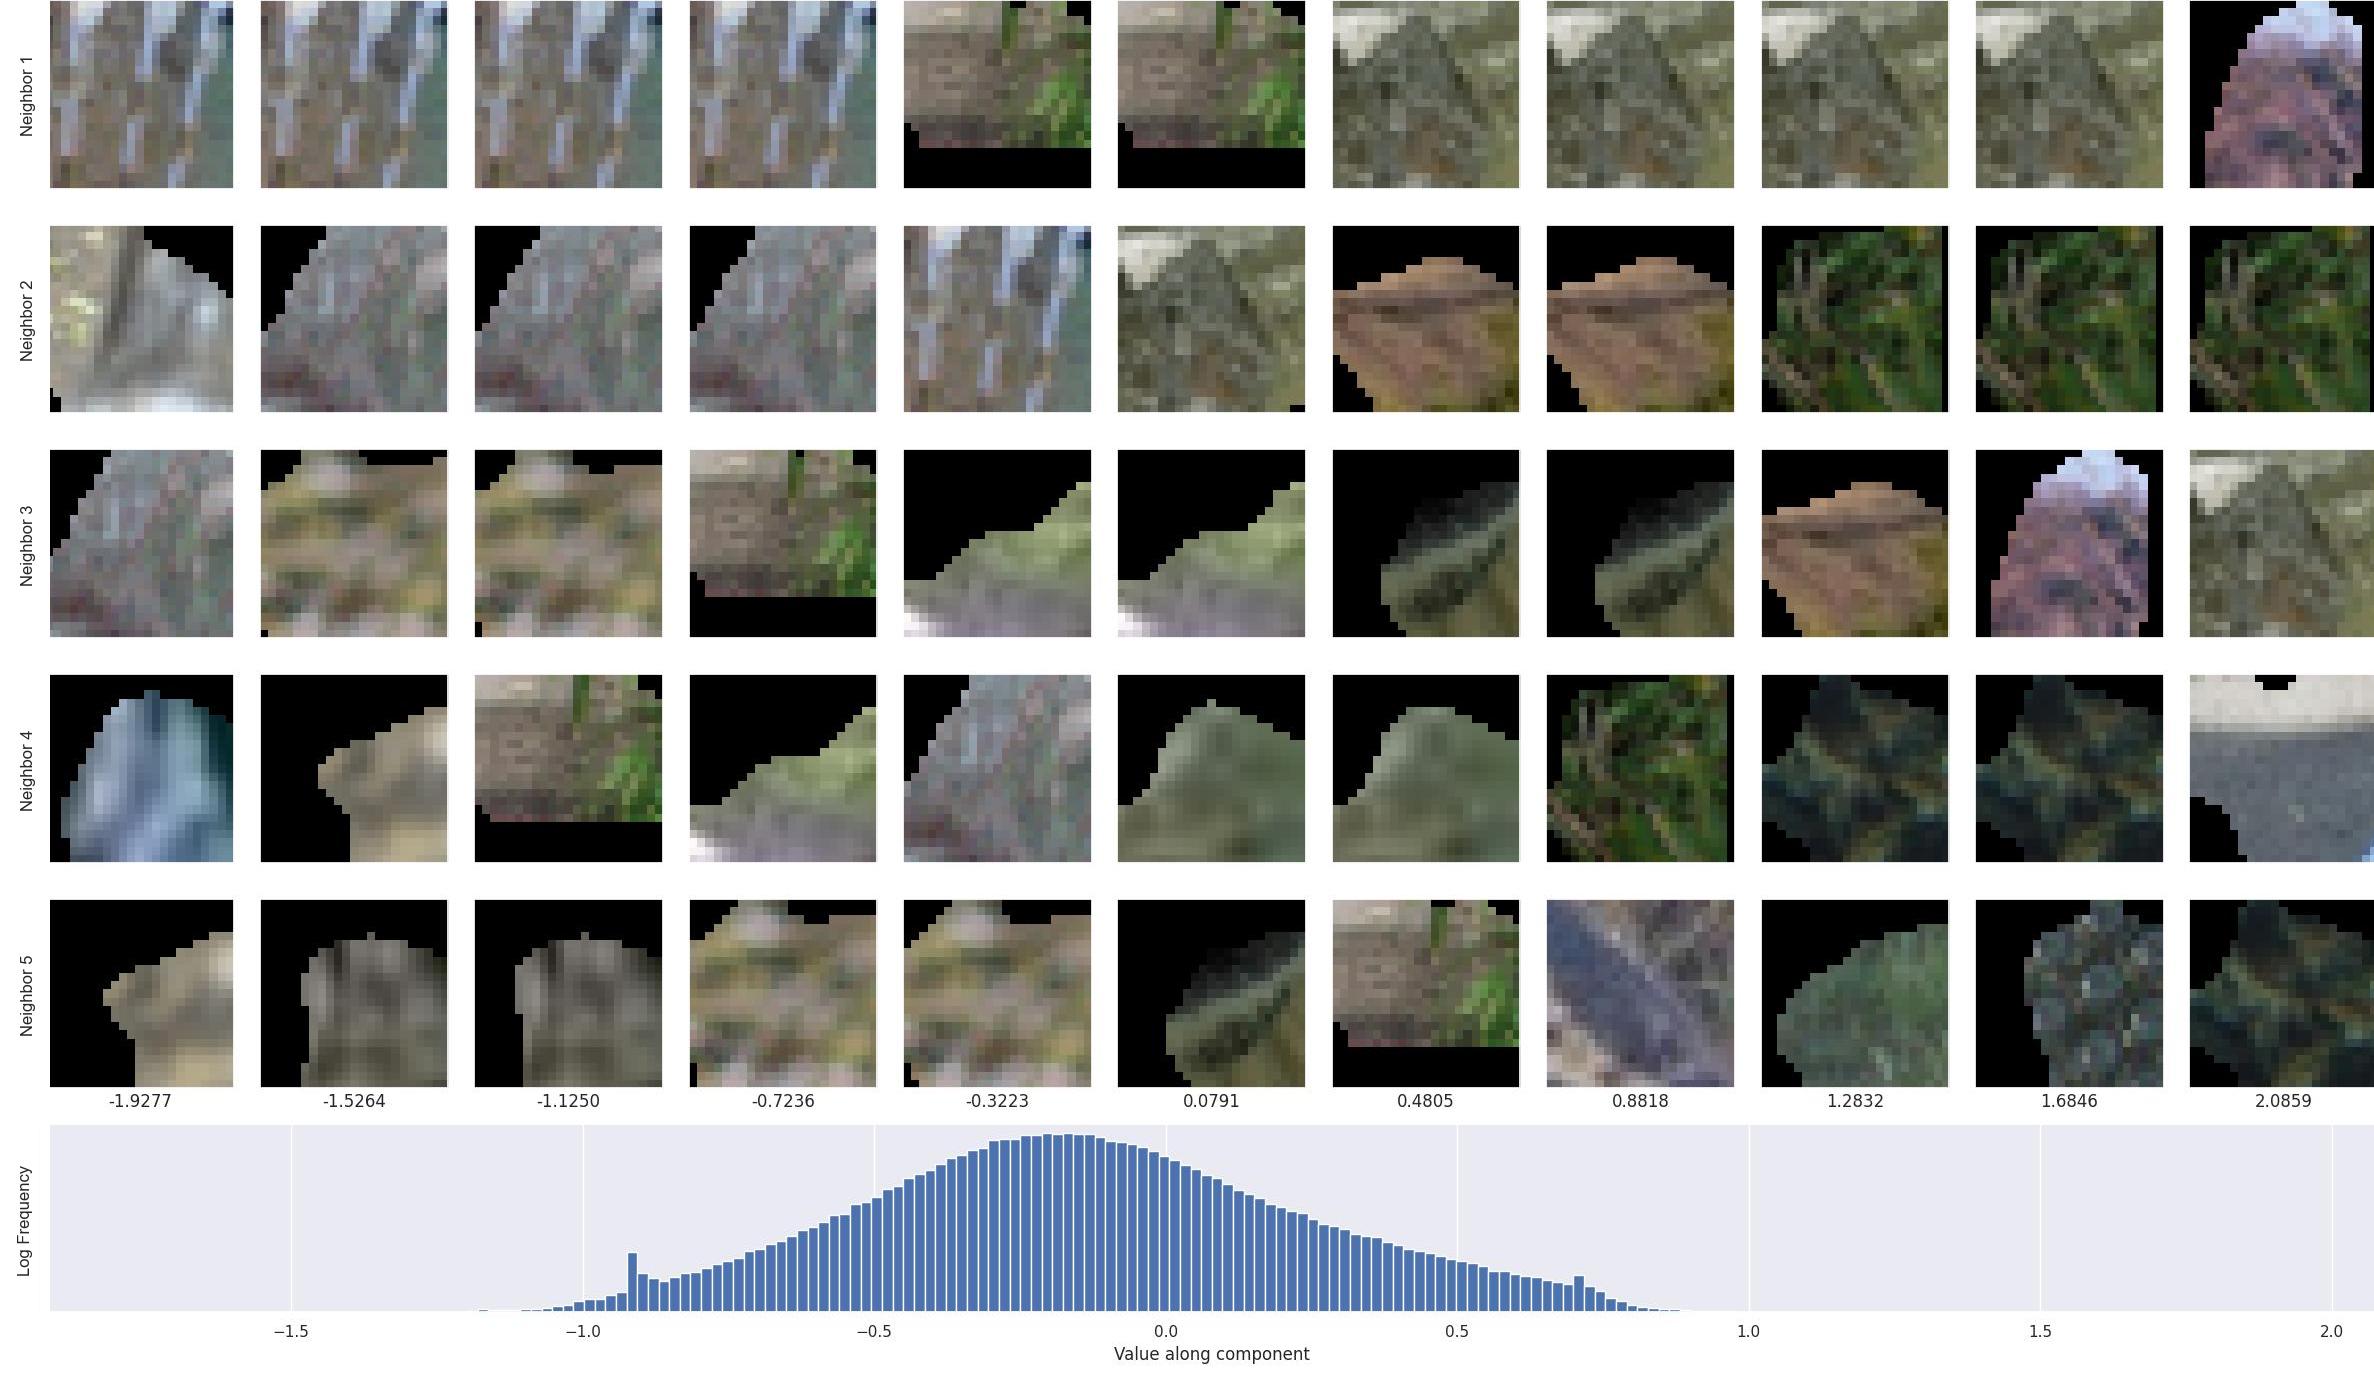 Neighbor 1
Neighbor 2
Neighbor 3
Neighbor 4
Neighbor 5
-1.9277 -1.5264 -1.1250 -0.7236 -0.3223 0.0791 0.4805 0.8818 1.2832 1.6846 2.0859
Log Frequency
−1.5 −1.0 −0.5 0.0 0.5 1.0 1.5 2.0
Value along component